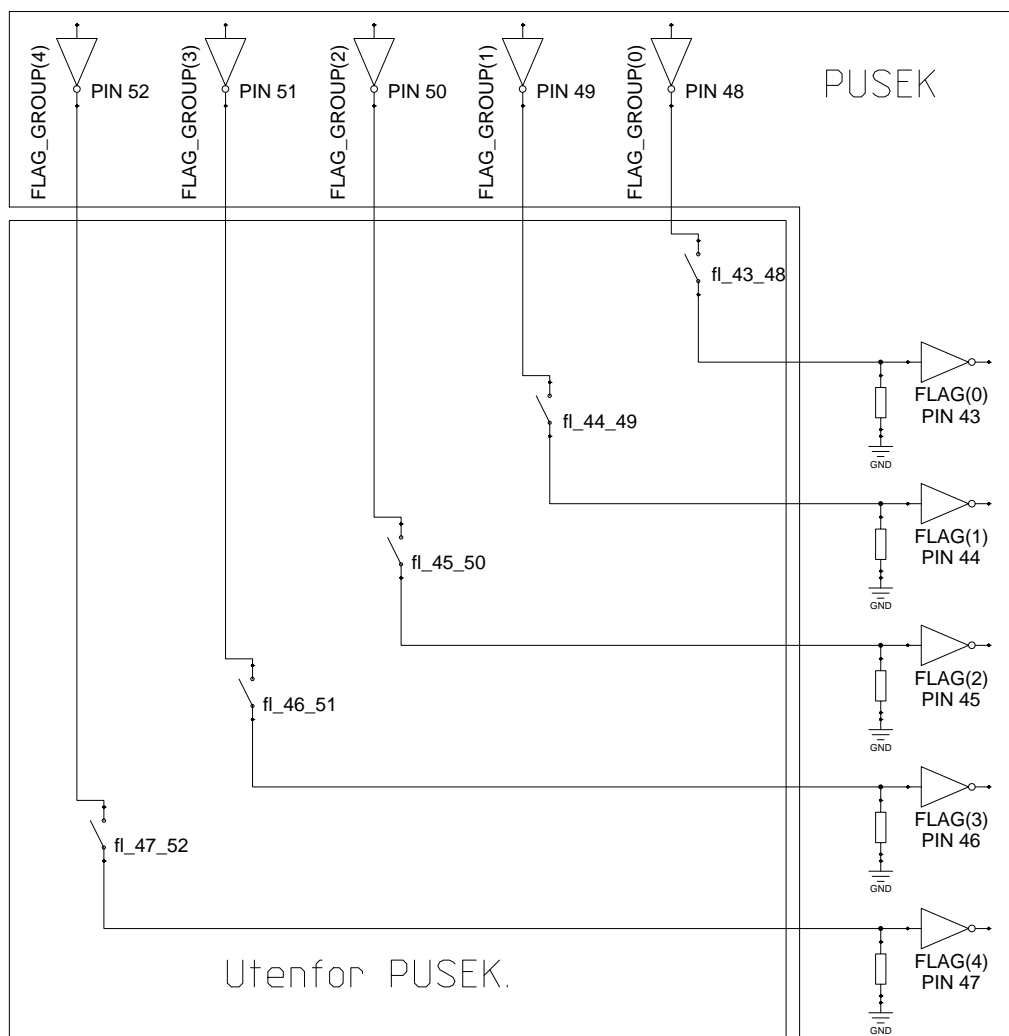 FLAG_GROUP(4)
PIN 52
FLAG_GROUP(3)
PIN 51
FLAG_GROUP(2)
PIN 50
FLAG_GROUP(1)
PIN 49
FLAG_GROUP(0)
PIN 48
PUSEK
fl_43_48
FLAG(0)
PIN 43
GND
fl_44_49
FLAG(1)
PIN 44
GND
fl_45_50
FLAG(2)
PIN 45
GND
fl_46_51
FLAG(3)
PIN 46
GND
fl_47_52
FLAG(4)
PIN 47
GND
Utenfor PUSEK.